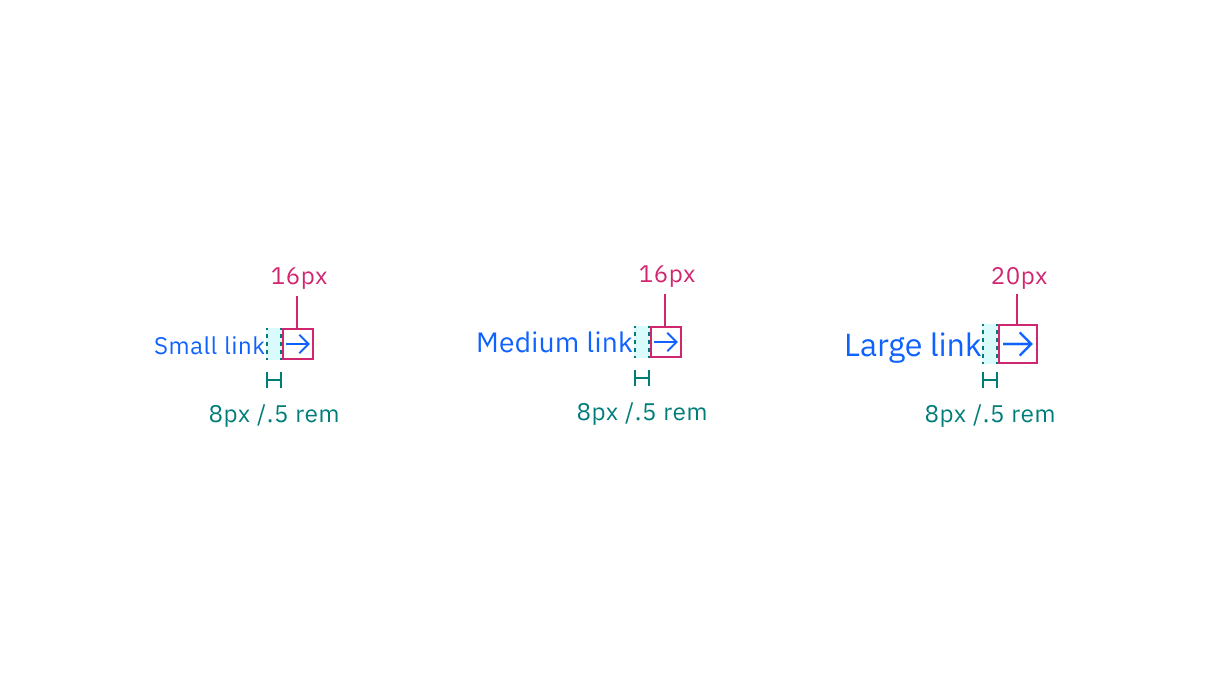 16px
Small link
8px /.5 rem
16px
Medium link
8px /.5 rem
20px
Large link
8px /.5 rem